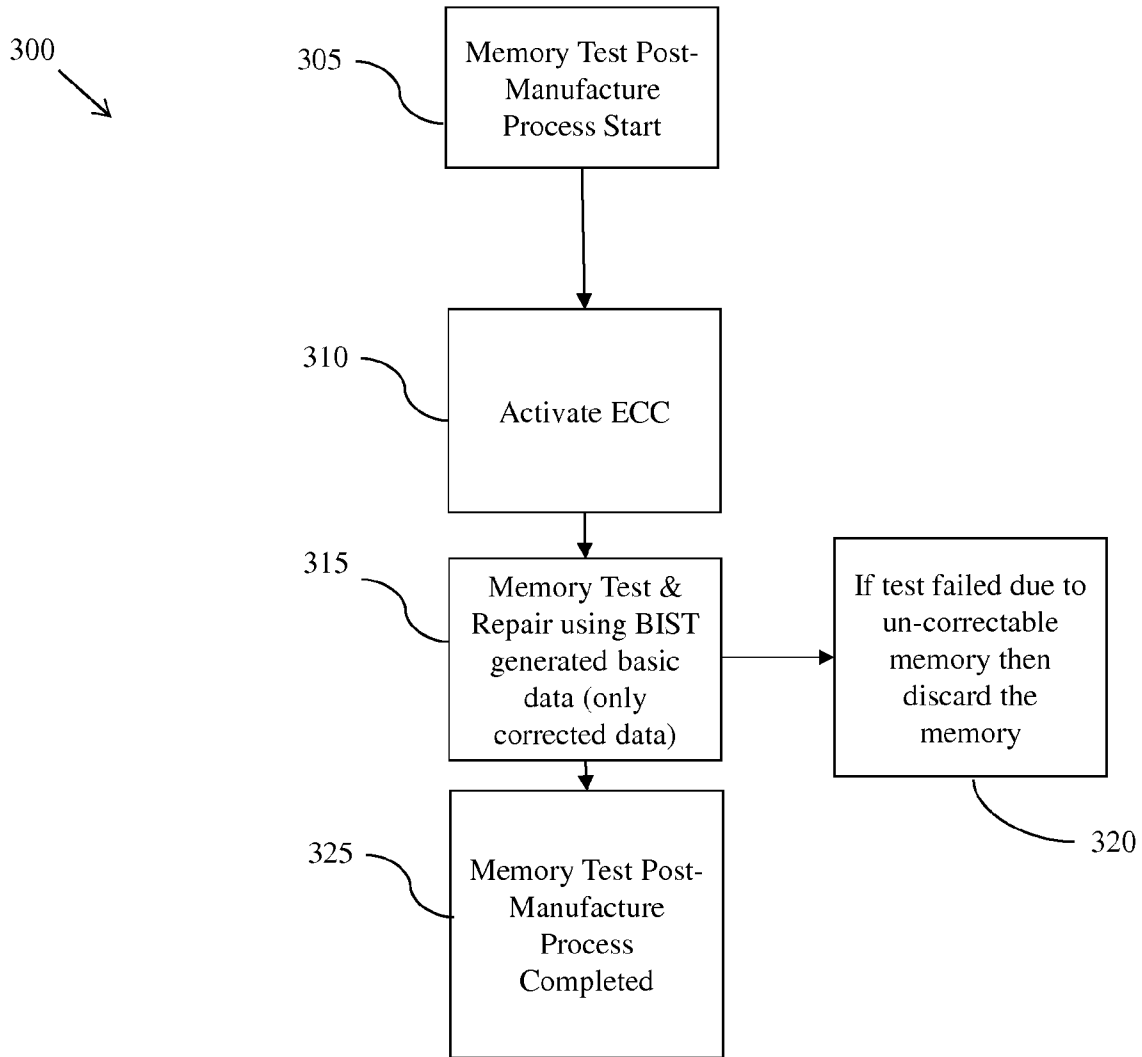 300
305
Memory Test Post-
Manufacture
Process Start
310
Activate ECC
315
Memory Test &
Repair using BIST
generated basic
data (only
corrected data)
If test failed due to
un-correctable
memory then
discard the
memory
320
325
Memory Test Post-
Manufacture
Process
Completed